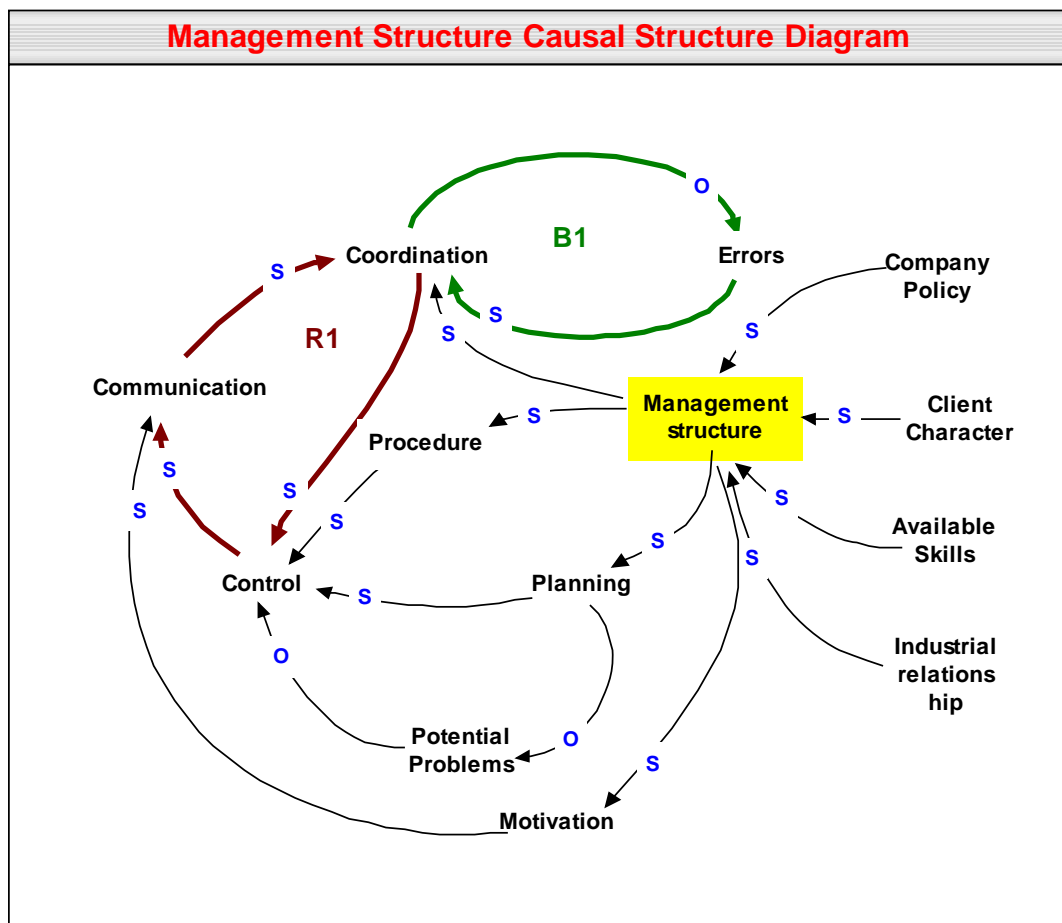 Management Structure Causal Structure Diagram
O
B1
Coordination
Errors
Company
Policy
S
S
S
S
R1
S
Communication
Management
structure
S
Client
Character
S
Procedure
S
S
S
S
S
Available
Skills
S
S
S
Control
S
Planning
O
Industrial
relations
hip
Potential
Problems
O
S
Motivation